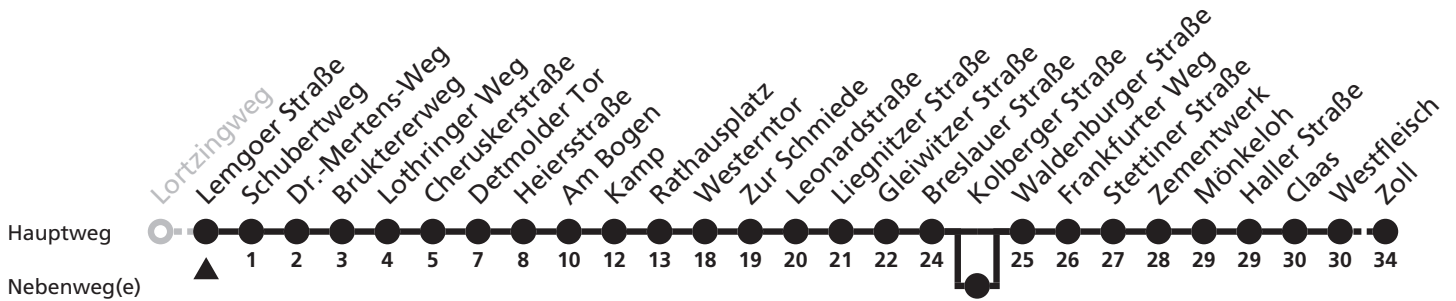 Lortzingweg
Lemgoer Straße
Schubertweg
Dr.-Mertens-Weg
Bruktererweg
Lothringer Weg
Cheruskerstraße
Detmolder Tor
Heiersstraße
Am Bogen
Kamp
Rathausplatz
Westerntor
Zur Schmiede
Leonardstraße
Liegnitzer Straße
Gleiwitzer Straße
Breslauer Straße
Kolberger Straße
Waldenburger Straße
Frankfurter Weg
Stettiner Straße
Zementwerk
Mönkeloh
Haller Straße
Claas
Westfleisch
Zoll
Hauptweg
1 2 3 4 5 7 8 10 12 13 18 19 20 21 22 24 25 26 27 28 29 29 30 30 34
Nebenweg(e)